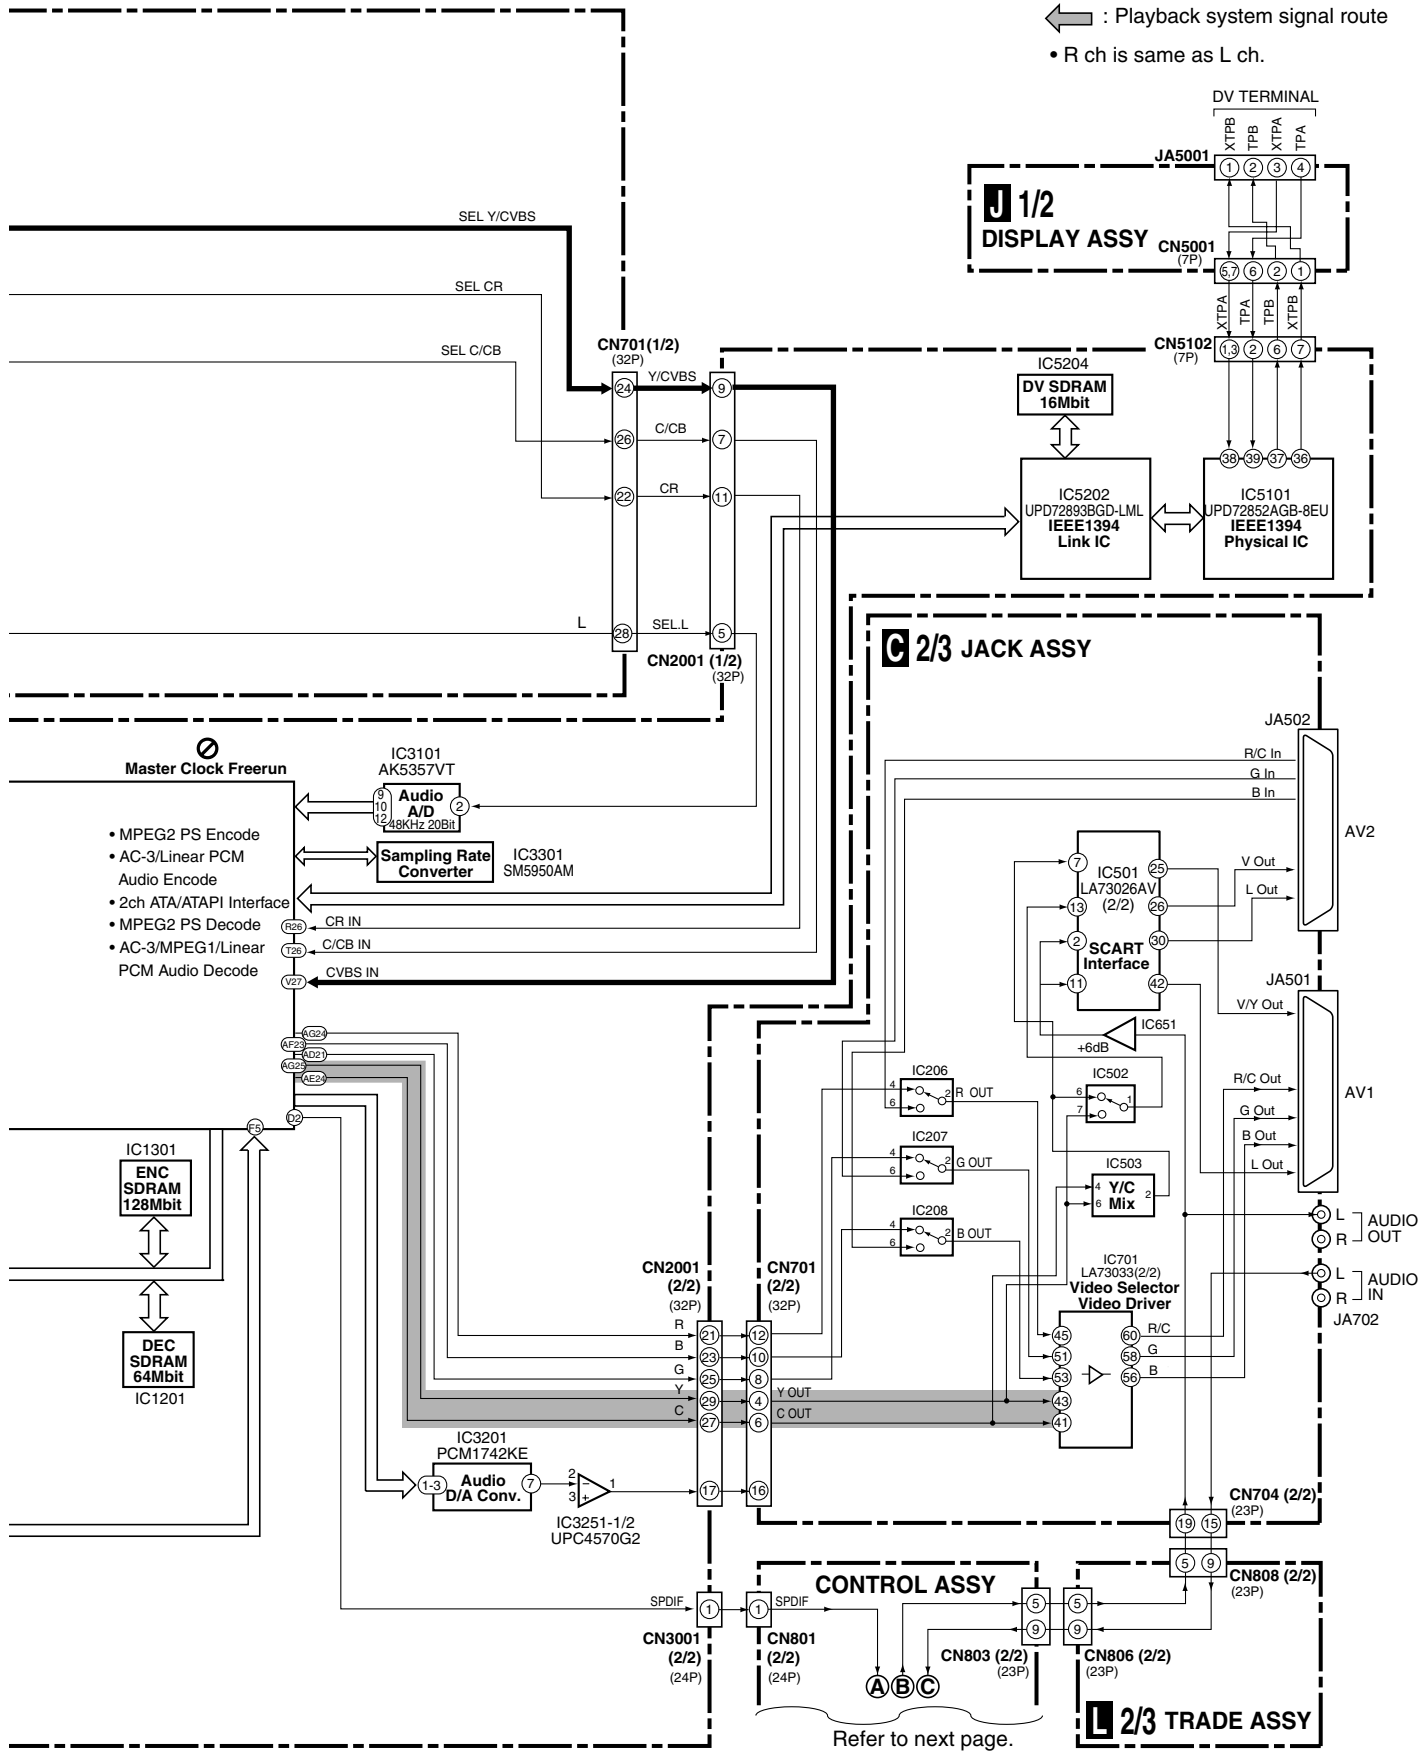 : Playback system signal route
• R ch is same as L ch.
DV TERMINAL
XTPB
TPB
XTPA
TPA
JA5001
1 2 3 4
J 1/2
DISPLAY ASSY
CN5001
(7P)
5,7 6 2 1
XTPA
TPA
TPB
XTPB
CN5102
(7P)
1,3 2 6 7
SEL Y/CVBS
SEL CR
SEL C/CB
CN701(1/2)
(32P)
24 Y/CVBS 9
26 C/CB 7
22 CR 11
L 28 SEL.L 5
CN2001 (1/2)
(32P)
IC5204
DV SDRAM
16Mbit
IC5202
UPD72893BGD-LML
IEEE1394
Link IC
38 39 37 36
IC5101
UPD72852AGB-8EU
IEEE1394
Physical IC
C 2/3 JACK ASSY
Master Clock Freerun
IC3101
AK5357VT
9
10
12
Audio
A/D
48KHz 20Bit
2
• MPEG2 PS Encode
• AC-3/Linear PCM
Audio Encode
• 2ch ATA/ATAPI Interface
• MPEG2 PS Decode
• AC-3/MPEG1/Linear
PCM Audio Decode
Sampling Rate
Converter
IC3301
SM5950AM
R26 CR IN
T26 C/CB IN
V27 CVBS IN
AG24
AF23
AD21
AG25
AE24
D2
F5
JA502
R/C In
G In
B In
AV2
V Out
L Out
7
13
2
11
IC501
LA73026AV
(2/2)
SCART
Interface
25
26
30
42
JA501
V/Y Out
R/C Out
G Out
B Out
L Out
AV1
IC651
+6dB
IC206
4
6
2
R OUT
IC502
6
7
1
IC207
4
6
2
G OUT
IC503
4
6
Y/C
Mix
2
IC208
4
6
2
B OUT
L
R
AUDIO
OUT
L
R
AUDIO
IN
JA702
IC701
LA73033(2/2)
Video Selector
Video Driver
45
51
53
43
41
60 R/C
58 G
56 B
IC1301
ENC
SDRAM
128Mbit
DEC
SDRAM
64Mbit
IC1201
CN2001
(2/2)
(32P)
CN701
(2/2)
(32P)
R 21 12
B 23 10
G 25 8
Y 29 4 Y OUT
C 27 6 C OUT
17 16
IC3201
PCM1742KE
1-3
Audio
D/A Conv.
7
2
3
−
+
1
IC3251-1/2
UPC4570G2
CN704 (2/2)
(23P)
19 15
5 9
CN808 (2/2)
(23P)
SPDIF 1 1 SPDIF
CN3001
(2/2)
(24P)
CN801
(2/2)
(24P)
CONTROL ASSY
5 5
9 9
CN803 (2/2)
(23P)
CN806 (2/2)
(23P)
A B C
Refer to next page.
L 2/3 TRADE ASSY